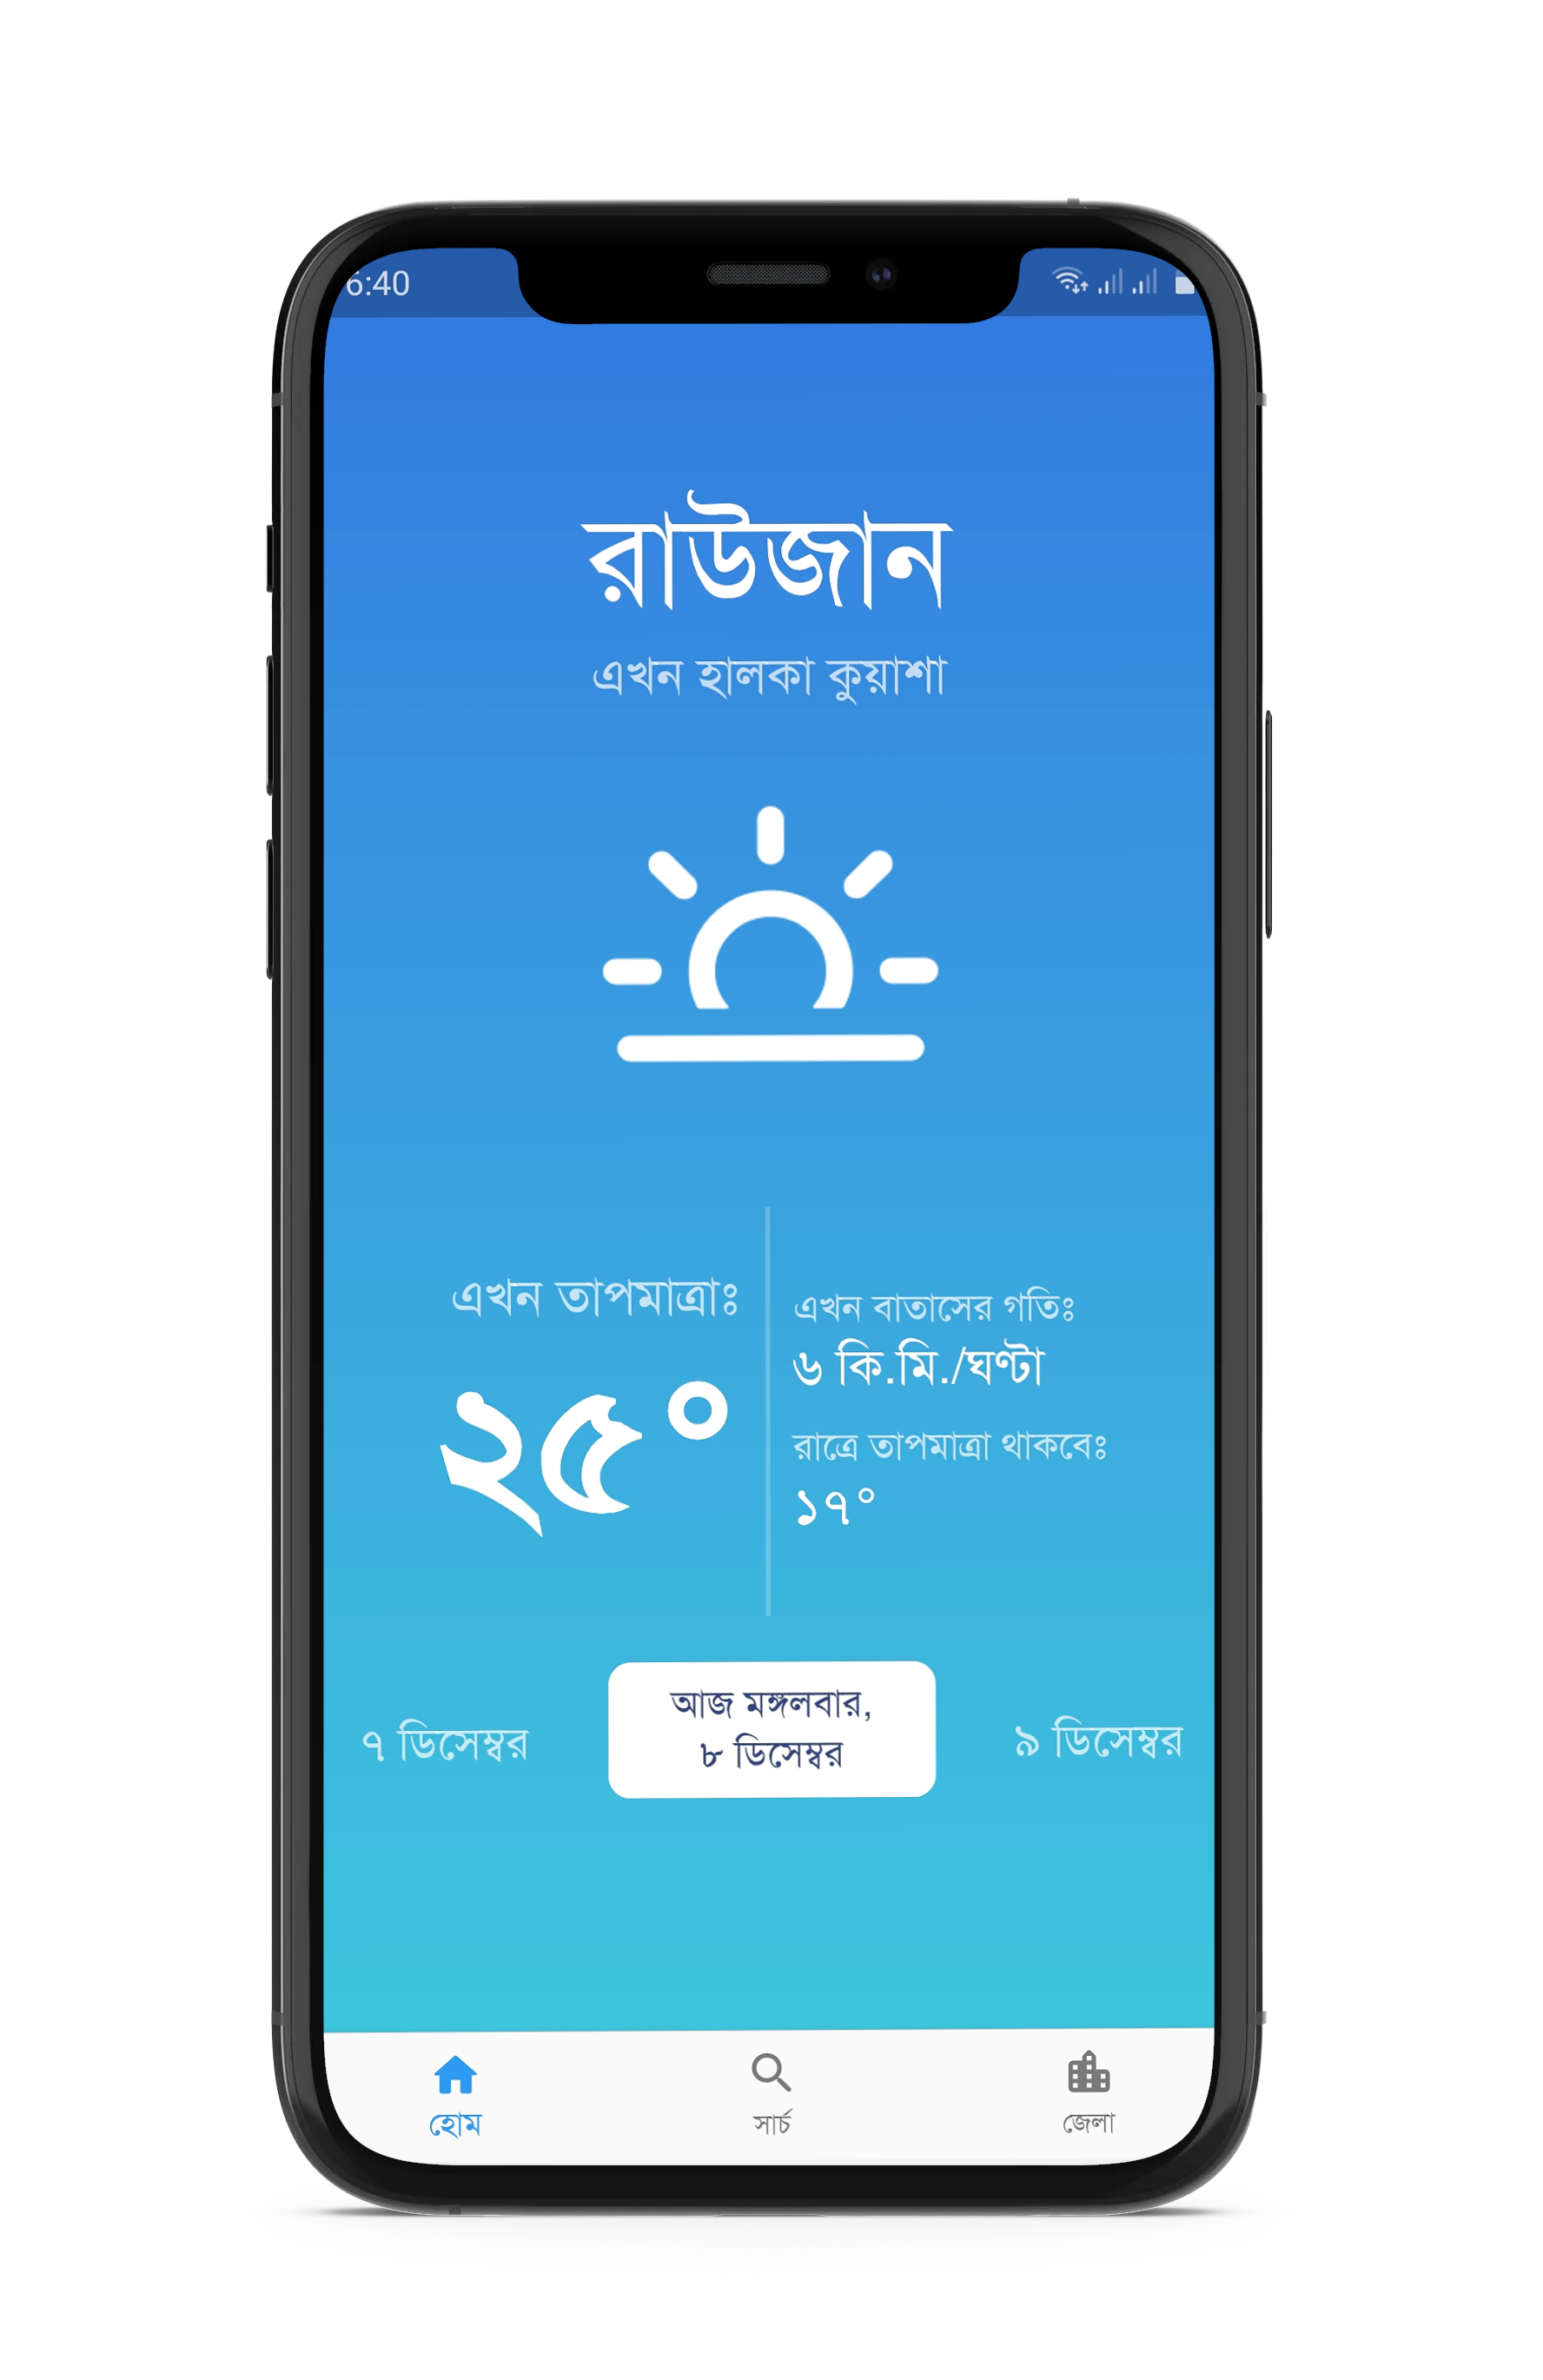 6:40
রাউজান
এখন হালকা কুয়াশা
এখন তাপমাত্রাঃ
২৫°
এখন বাতাসের গতিঃ
৬ কি.মি./ঘণ্টা
রাত্রে তাপমাত্রা থাকবেঃ
১৭°
৭ ডিসেম্বর
আজ মঙ্গলবার,
৮ ডিসেম্বর
৯ ডিসেম্বর
হোম
সার্চ
জেলা